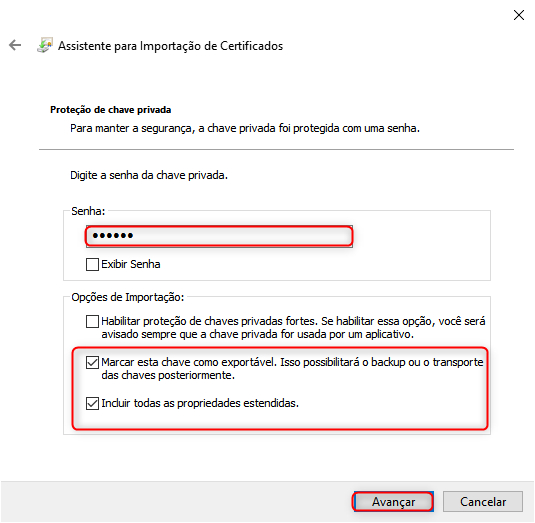 Assistente para Importação de Certificados
Proteção de chave privada
Para manter a segurança, a chave privada foi protegida com uma senha.
Digite a senha da chave privada.
Senha:
●●●●●●
Exibir Senha
Opções de Importação:
Habilitar proteção de chaves privadas fortes. Se habilitar essa opção, você será
avisado sempre que a chave privada for usada por um aplicativo.
Marcar esta chave como exportável. Isso possibilitará o backup ou o transporte
das chaves posteriormente.
Incluir todas as propriedades estendidas.
Avançar
Cancelar